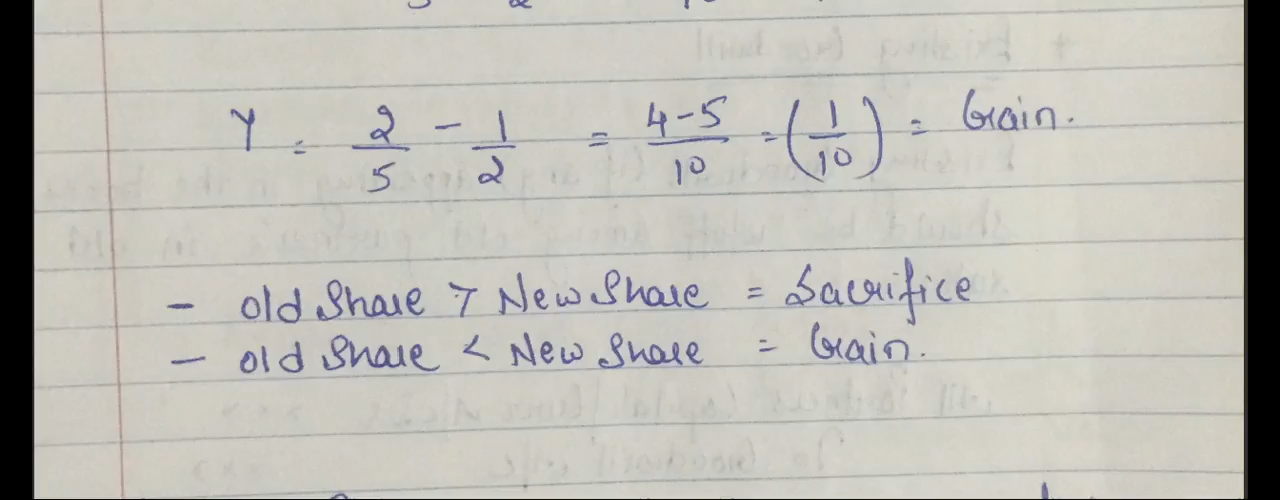 Y = 2/5 - 1/2 = 4-5/10 = (1/10) = Gain.
- Old Share > New Share = Sacrifice
- Old Share < New Share = Gain.